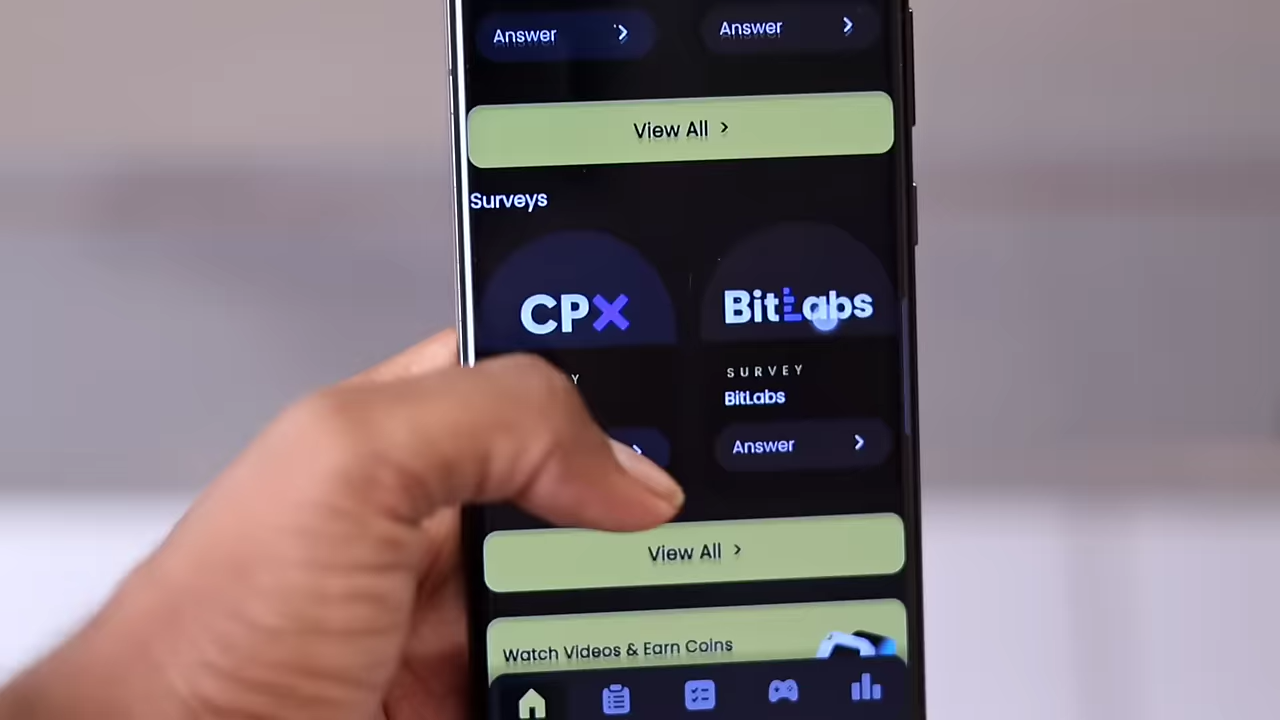 Answer
Answer
View All
Surveys
CPX
BitLabs
Y
SURVEY
BitLabs
Answer
View All
Watch Videos & Earn Coins